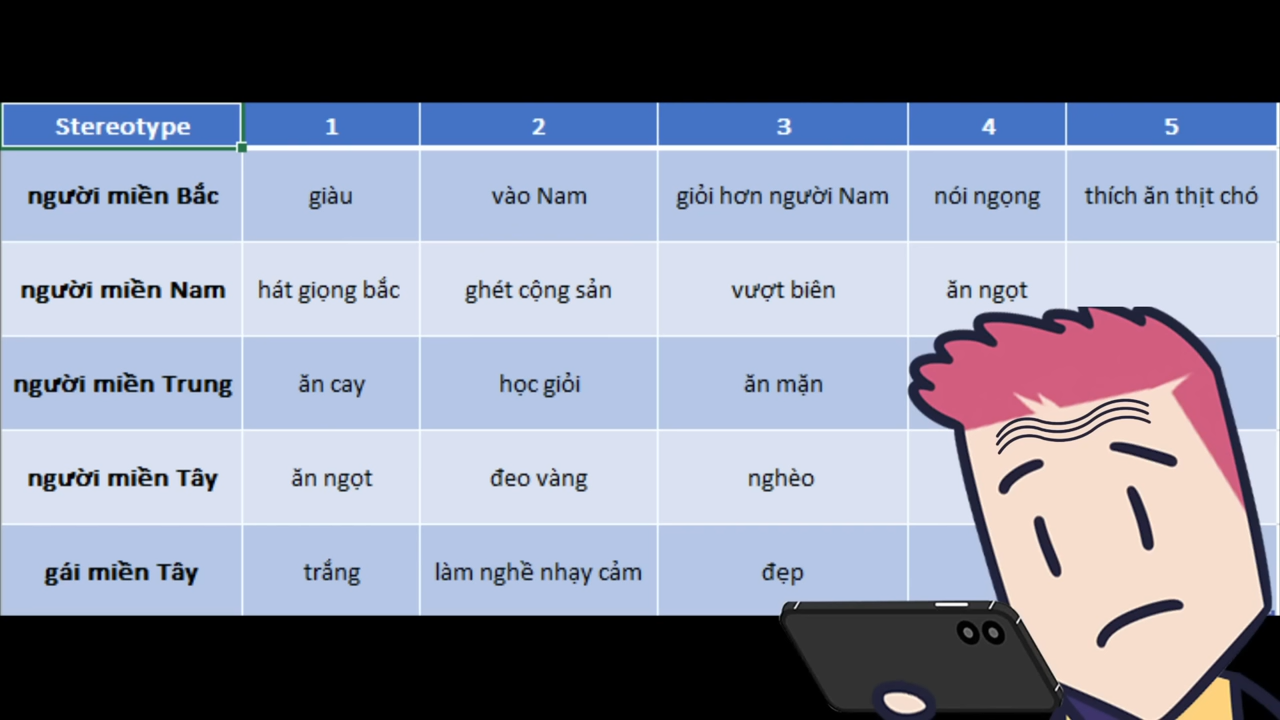 Stereotype 1 2 3 4 5
người miền Bắc giàu vào Nam giỏi hơn người Nam nói ngọng thích ăn thịt chó
người miền Nam hát giọng bắc ghét cộng sản vượt biên ăn ngọt
người miền Trung ăn cay học giỏi ăn mặn
người miền Tây ăn ngọt đeo vàng nghèo
gái miền Tây trắng làm nghề nhạy cảm đẹp